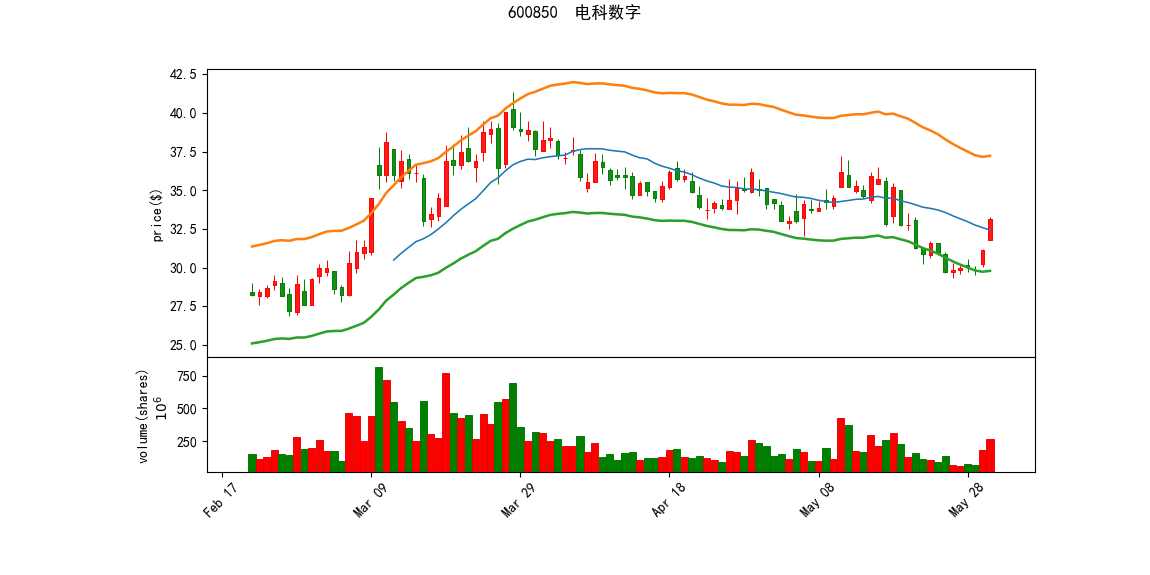 600850  电科数字
42.5
40.0
37.5
35.0
32.5
30.0
27.5
25.0
price($)
750
500
250
volume(shares)
10^6
Feb 17
Mar 09
Mar 29
Apr 18
May 08
May 28